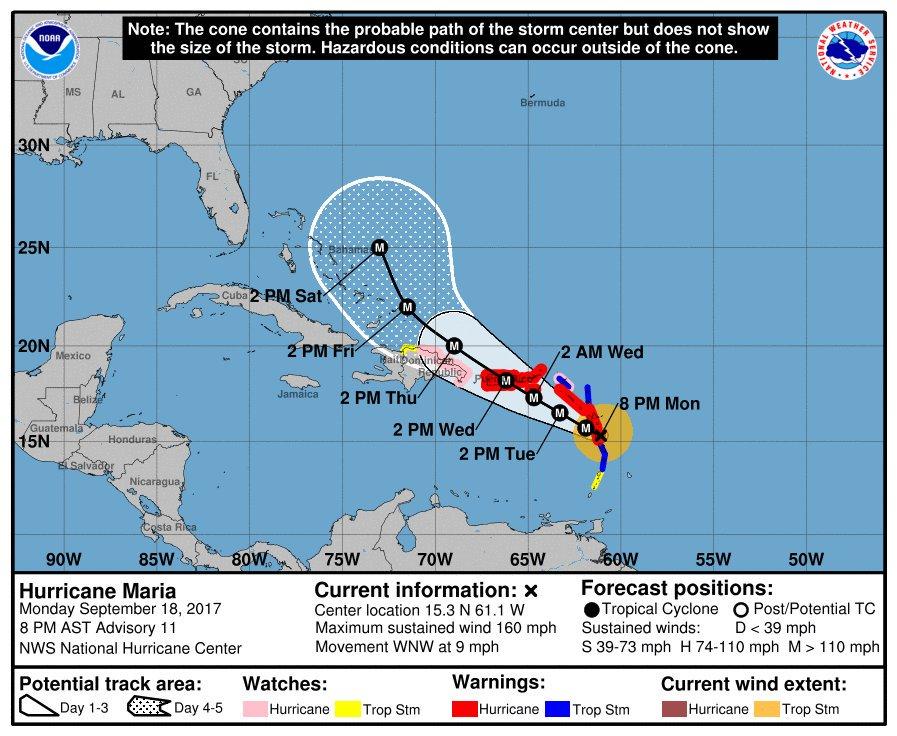 Note: The cone contains the probable path of the storm center but does not show
the size of the storm. Hazardous conditions can occur outside of the cone.
NOAA
NATIONAL WEATHER SERVICE
MS
AL
GA
SC
Bermuda
30N
FL
25N
Bahamas
Cuba
2 PM Sat
20N
2 PM Fri
2 AM Wed
Mexico
Haiti
Dominican
Republic
Jamaica
2 PM Thu
8 PM Mon
Belize
2 PM Wed
Guatemala
15N
Honduras
2 PM Tue
El Salvador
Nicaragua
Costa Rica
M
M
M
M
M
M
M
90W
85W
80W
75W
70W
65W
60W
55W
50W
Hurricane Maria
Monday September 18, 2017
8 PM AST Advisory 11
NWS National Hurricane Center
Current information: x
Center location 15.3 N 61.1 W
Maximum sustained wind 160 mph
Movement WNW at 9 mph
Forecast positions:
Tropical Cyclone Post/Potential TC
Sustained winds: D < 39 mph
S 39-73 mph H 74-110 mph M > 110 mph
Potential track area:
Day 1-3 Day 4-5
Watches:
Hurricane Trop Stm
Warnings:
Hurricane Trop Stm
Current wind extent:
Hurricane Trop Stm